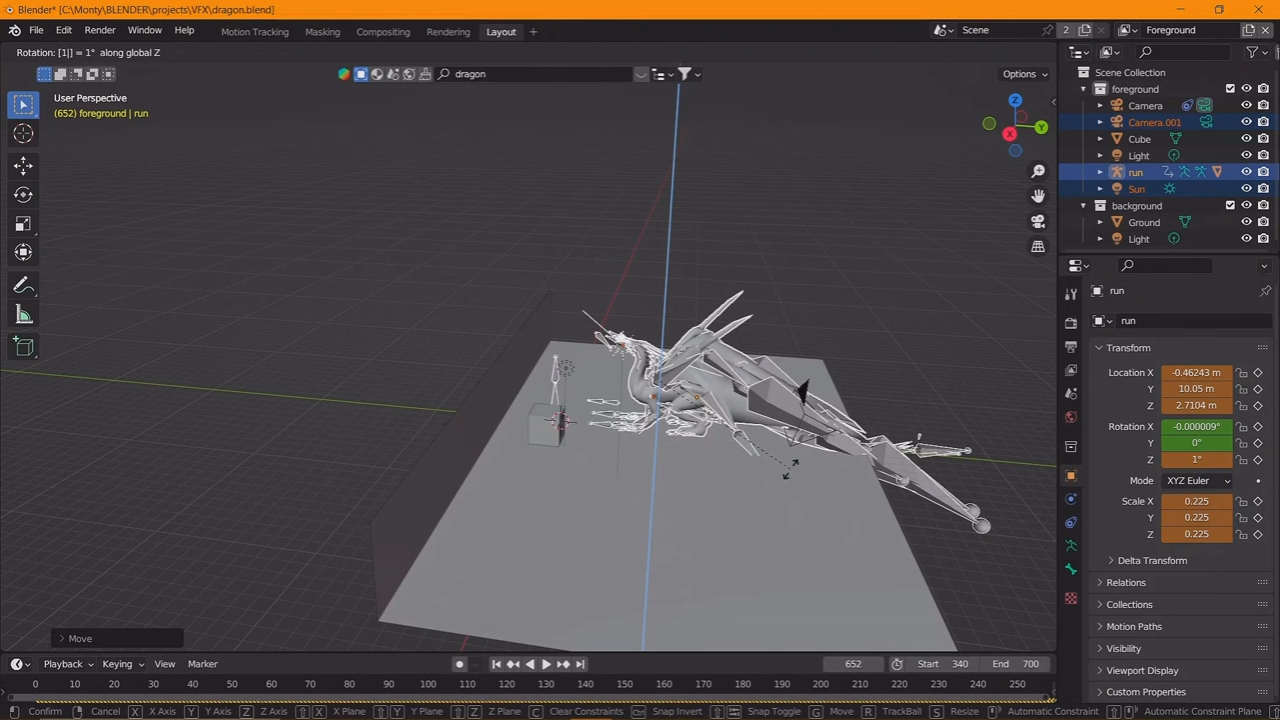 Blender* [C:\Monty\BLENDER\projects\VFX\dragon.blend]
File Edit Render Window Help Motion Tracking Masking Compositing Rendering Layout + Scene 2 Foreground
Rotation: [1|] = 1° along global Z
dragon Options
User Perspective
(652) foreground | run
Z
Y
X
Scene Collection
foreground
Camera
Camera.001
Cube
Light
run
Sun
background
Ground
Light
run
run
Transform
Location X -0.46243 m
Y 10.05 m
Z 2.7104 m
Rotation X -0.000009°
Y 0°
Z 1°
Mode XYZ Euler
Scale X 0.225
Y 0.225
Z 0.225
Delta Transform
Relations
Collections
Motion Paths
Visibility
Viewport Display
Custom Properties
Move
Playback Keying View Marker 652 Start 340 End 700
0 10 20 30 40 50 60 70 80 90 100 110 120 130 140 150 160 170 180 190 200 210 220 230 240 250
Confirm X Cancel X X Axis Y Y Axis Z Z Axis X X Plane Y Y Plane Z Z Plane C Clear Constraints Snap Invert Snap Toggle G Move R TrackBall S Resize Automatic Constraint Automatic Constraint Plane